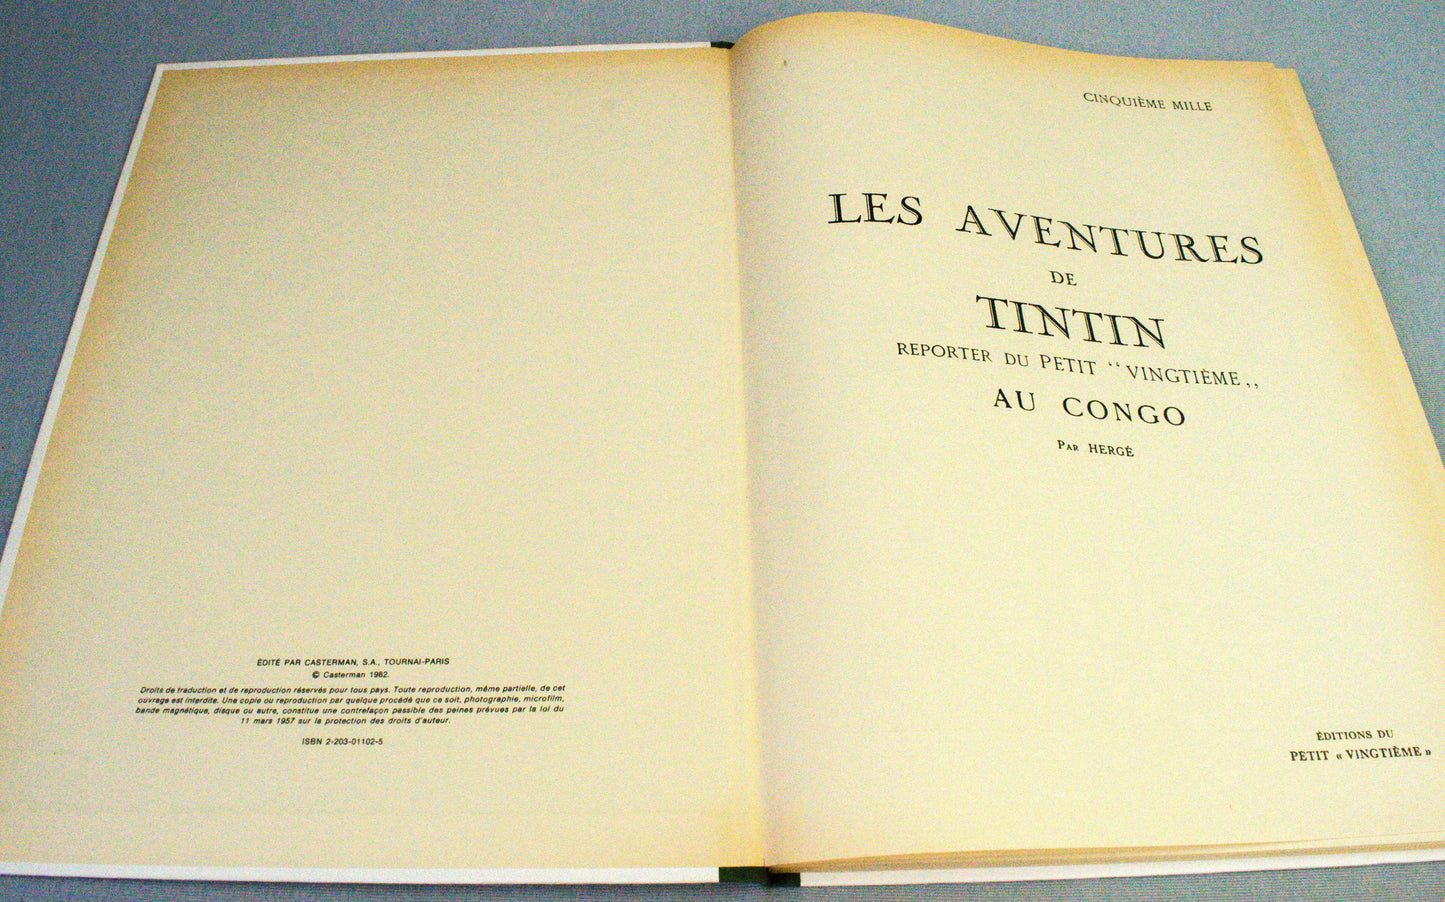 ÉDITÉ PAR CASTERMAN, S.A., TOURNAI-PARIS
© Casterman 1982.
Droits de traduction et de reproduction réservés pour tous pays. Toute reproduction, même partielle, de cet
ouvrage est interdite. Une copie ou reproduction par quelque procédé que ce soit, photographie, microfilm,
bande magnétique, disque ou autre, constitue une contrefaçon passible des peines prévues par la loi du
11 mars 1957 sur la protection des droits d'auteur.
ISBN 2-203-01102-5
CINQUIÈME MILLE
LES AVENTURES
DE
TINTIN
REPORTER DU PETIT “VINGTIÈME„
AU CONGO
PAR HERGÉ
ÉDITIONS DU
PETIT « VINGTIÈME »